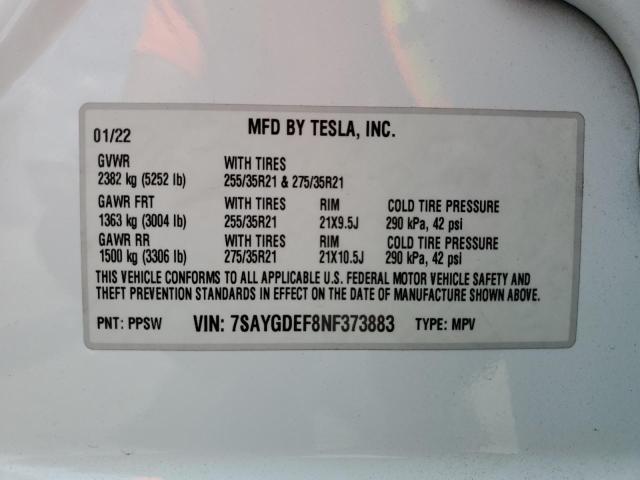 01/22 MFD BY TESLA, INC.
GVWR WITH TIRES
2382 kg (5252 lb) 255/35R21 & 275/35R21
GAWR FRT WITH TIRES RIM COLD TIRE PRESSURE
1363 kg (3004 lb) 255/35R21 21X9.5J 290 kPa, 42 psi
GAWR RR WITH TIRES RIM COLD TIRE PRESSURE
1500 kg (3306 lb) 275/35R21 21X10.5J 290 kPa, 42 psi
THIS VEHICLE CONFORMS TO ALL APPLICABLE U.S. FEDERAL MOTOR VEHICLE SAFETY AND
THEFT PREVENTION STANDARDS IN EFFECT ON THE DATE OF MANUFACTURE SHOWN ABOVE.
PNT: PPSW VIN: 7SAYGDEF8NF373883 TYPE: MPV